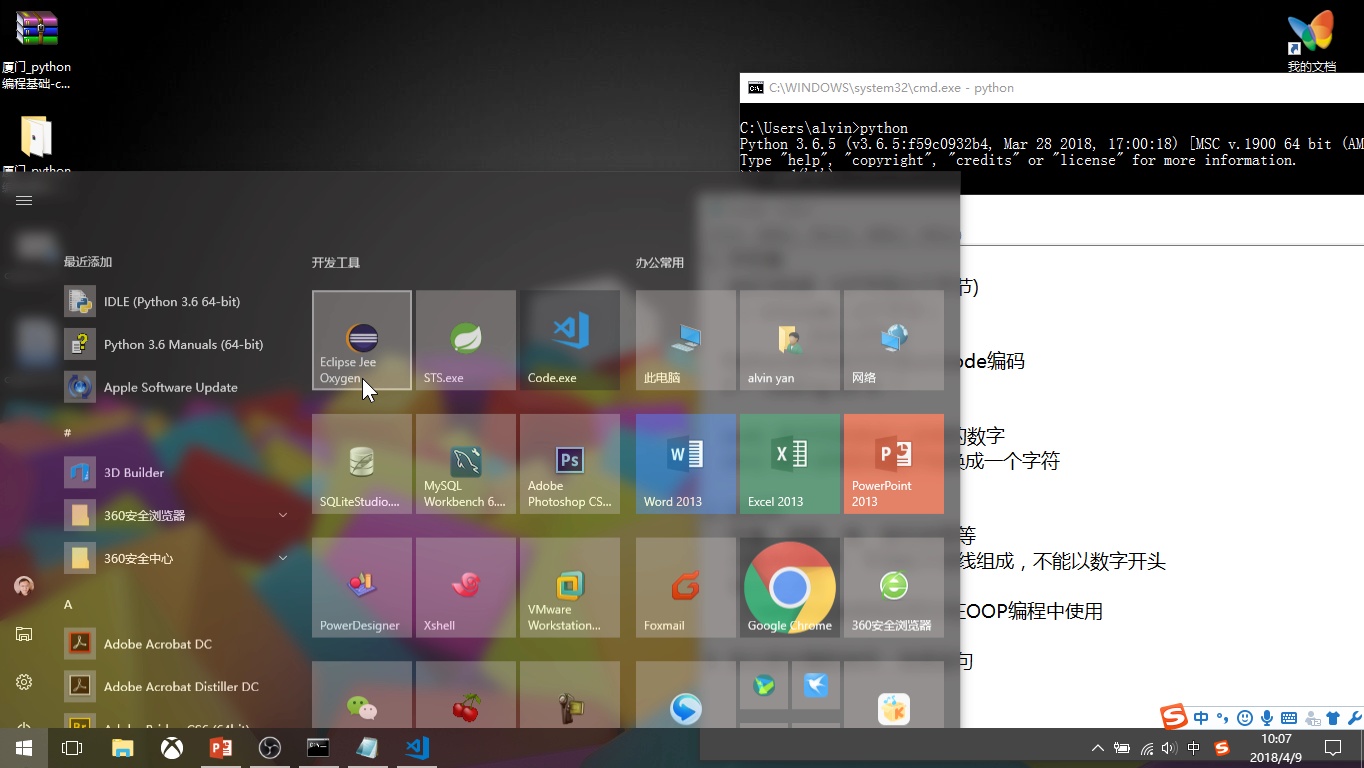 厦门_python
编程基础-c...
厦门_python
我的文档
C:\WINDOWS\system32\cmd.exe - python
C:\Users\alvin>python
Python 3.6.5 (v3.6.5:f59c0932b4, Mar 28 2018, 17:00:18) [MSC v.1900 64 bit (AM
Type "help", "copyright", "credits" or "license" for more information.
最近添加
IDLE (Python 3.6 64-bit)
Python 3.6 Manuals (64-bit)
Apple Software Update
#
3D Builder
360安全浏览器
360安全中心
A
Adobe Acrobat DC
Adobe Acrobat Distiller DC
Adobe Bridge CS6 (64bit)
开发工具
Eclipse Jee
Oxygen
STS.exe
Code.exe
SQLiteStudio....
MySQL
Workbench 6....
Ps
Adobe
Photoshop CS...
PowerDesigner
Xshell
VMware
Workstation...
办公常用
此电脑
alvin yan
网络
Word 2013
Excel 2013
PowerPoint
2013
Foxmail
Google Chrome
360安全浏览器
节)
ode编码
的数字
换成一个字符
等
线组成，不能以数字开头
在OOP编程中使用
句
中
中
10:07
2018/4/9